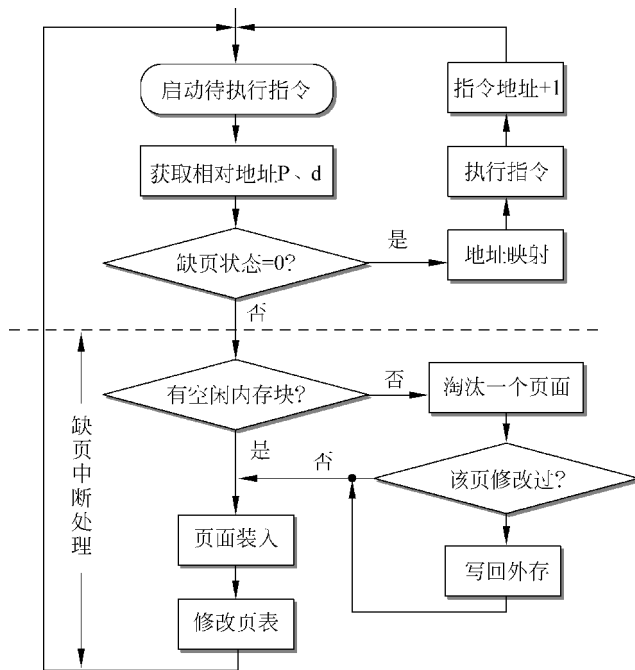 启动待执行指令
指令地址+1
获取相对地址P、d
执行指令
缺页状态=0?
是
地址映射
否
缺页中断处理
有空闲内存块?
否
淘汰一个页面
是
否
该页修改过?
页面装入
写回外存
修改页表